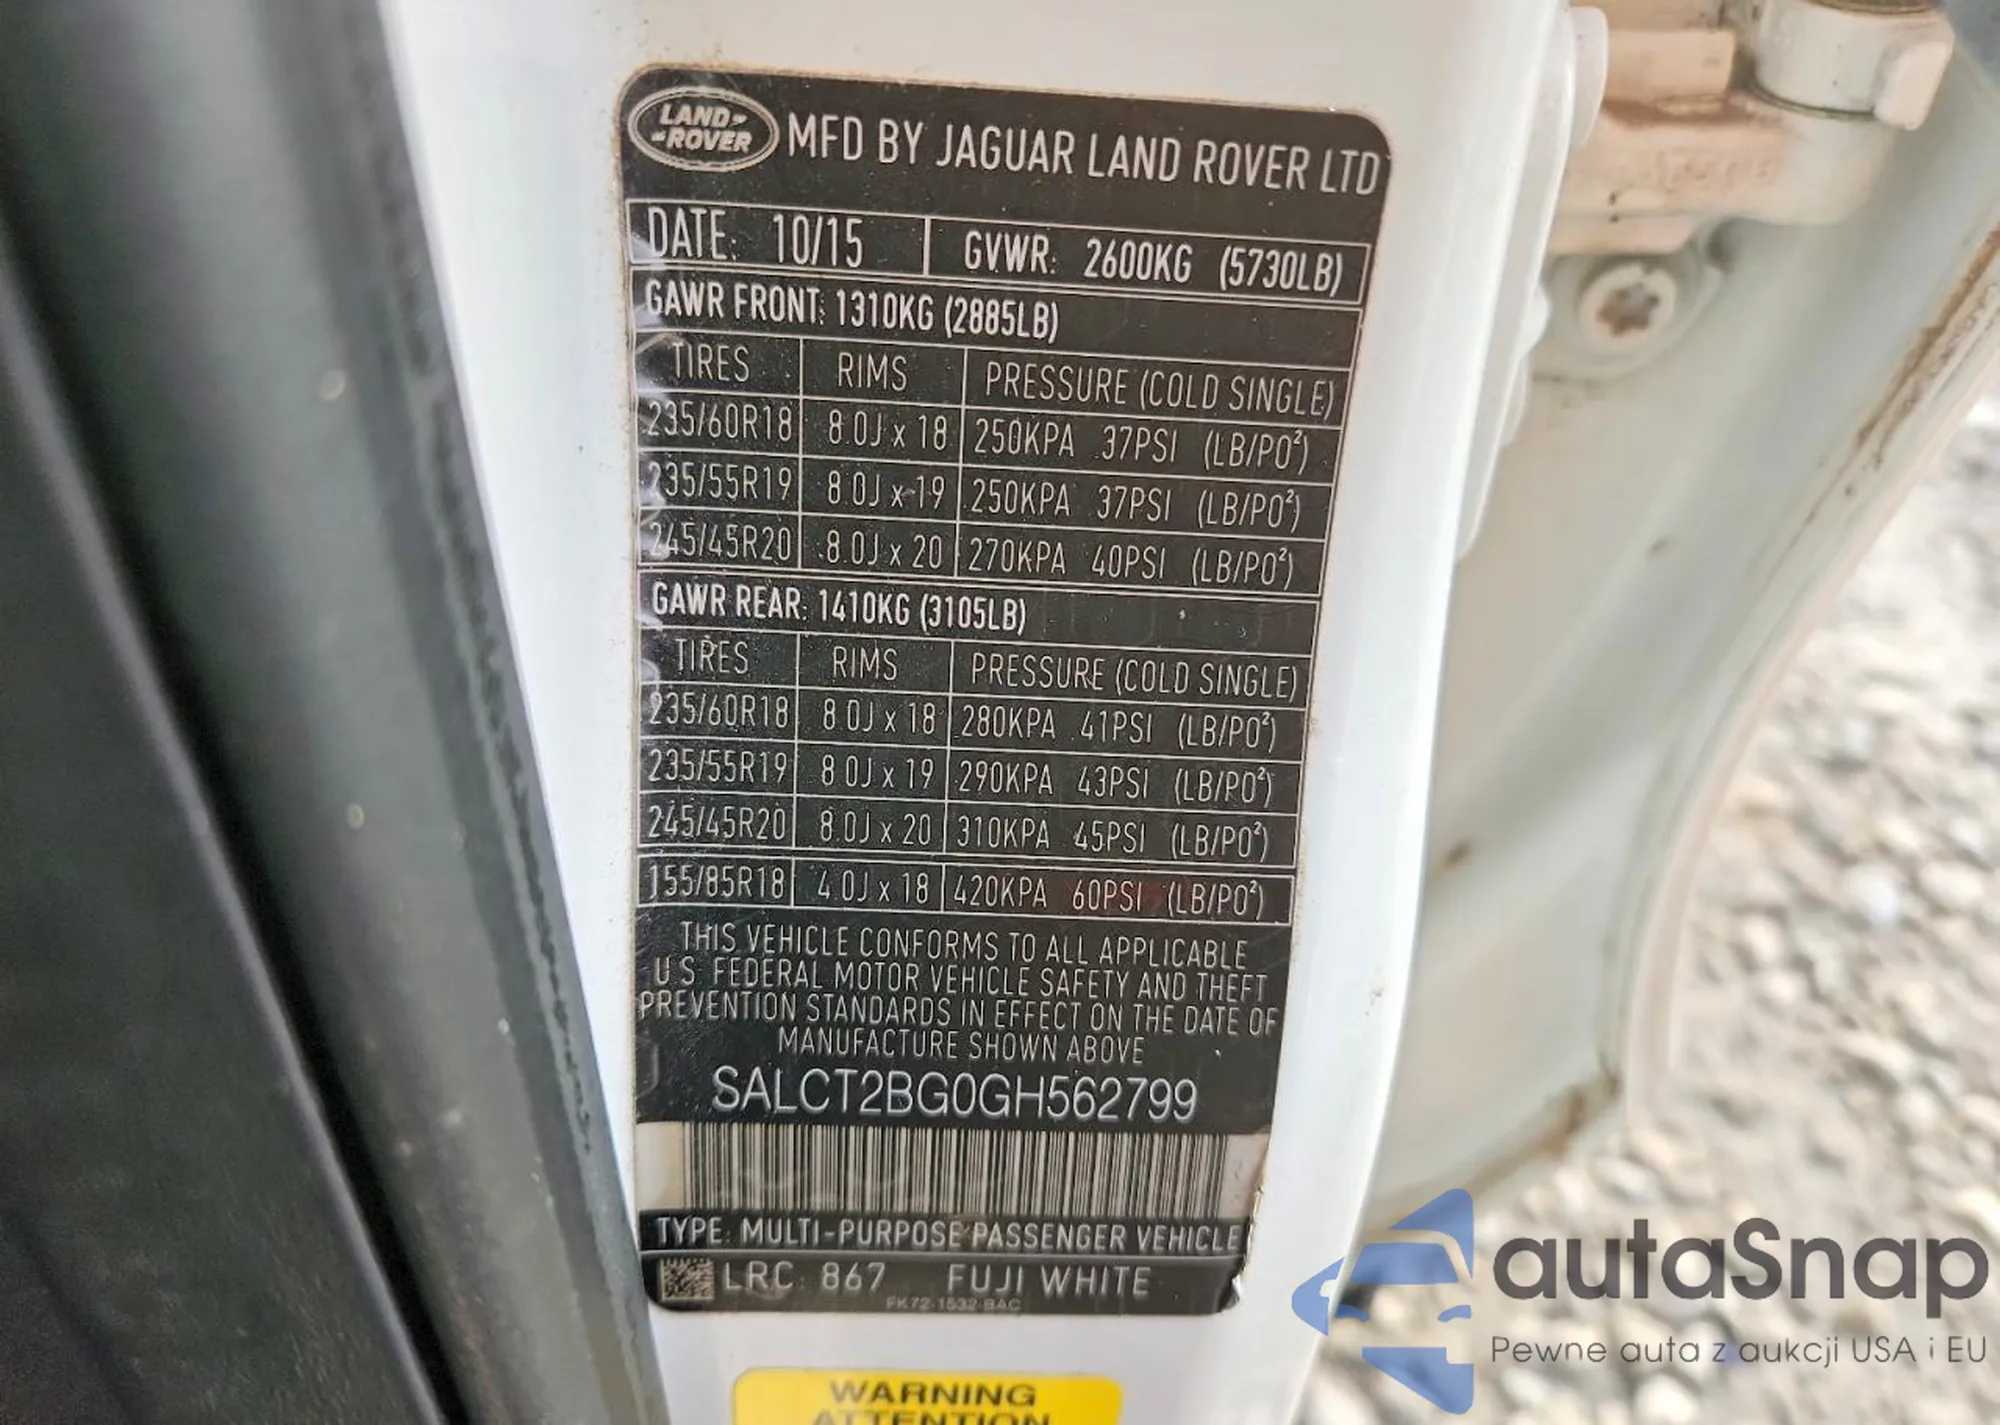 LAND ROVER MFD BY JAGUAR LAND ROVER LTD
DATE: 10/15 GVWR: 2600KG (5730LB)
GAWR FRONT: 1310KG (2885LB)
TIRES RIMS PRESSURE (COLD SINGLE)
235/60R18 8.0J x 18 250KPA 37PSI (LB/PO²)
235/55R19 8.0J x 19 250KPA 37PSI (LB/PO²)
245/45R20 8.0J x 20 270KPA 40PSI (LB/PO²)
GAWR REAR: 1410KG (3105LB)
TIRES RIMS PRESSURE (COLD SINGLE)
235/60R18 8.0J x 18 280KPA 41PSI (LB/PO²)
235/55R19 8.0J x 19 290KPA 43PSI (LB/PO²)
245/45R20 8.0J x 20 310KPA 45PSI (LB/PO²)
155/85R18 4.0J x 18 420KPA 60PSI (LB/PO²)
THIS VEHICLE CONFORMS TO ALL APPLICABLE
U.S. FEDERAL MOTOR VEHICLE SAFETY AND THEFT
PREVENTION STANDARDS IN EFFECT ON THE DATE OF
MANUFACTURE SHOWN ABOVE
SALCT2BG0GH562799
TYPE: MULTI-PURPOSE PASSENGER VEHICLE
LRC: 867 FUJI WHITE
FK72-1532-BAC
WARNING
ATTENTION
autaSnap
Pewne auta z aukcji USA i EU